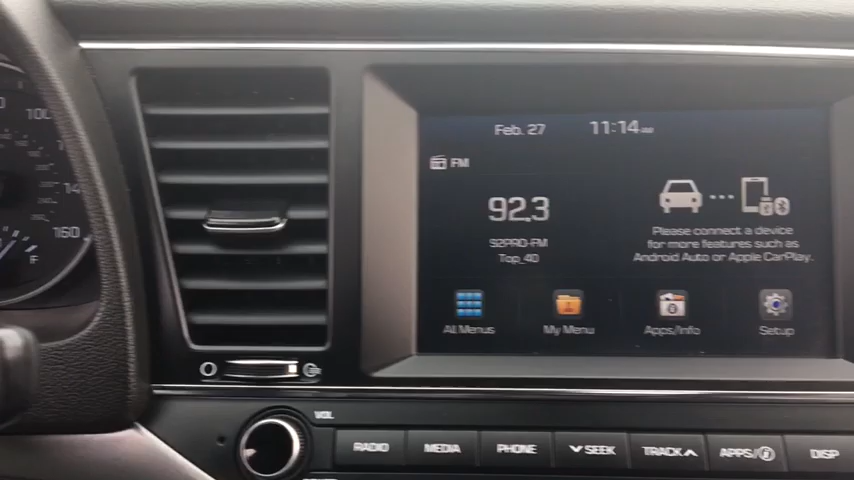 Feb. 27 11:14 AM
FM
92.3
92PRO-FM
Top_40
Please connect a device
for more features such as
Android Auto or Apple CarPlay.
All Menus My Menu Apps/Info Setup
VOL
RADIO MEDIA PHONE SEEK TRACK APPS/i DISP
160
F